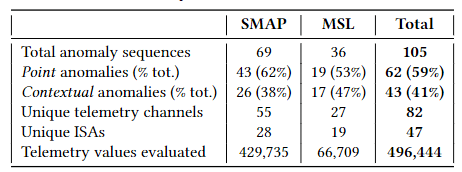 SMAP MSL Total
Total anomaly sequences 69 36 105
Point anomalies (% tot.) 43 (62%) 19 (53%) 62 (59%)
Contextual anomalies (% tot.) 26 (38%) 17 (47%) 43 (41%)
Unique telemetry channels 55 27 82
Unique ISAs 28 19 47
Telemetry values evaluated 429,735 66,709 496,444